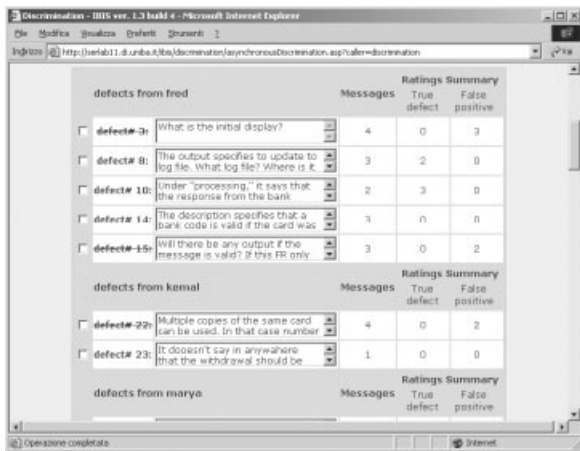 Discrimination - IBIS ver. 1.3 build 4 - Microsoft Internet Explorer
File Modifica Visualizza Preferiti Strumenti ?
Indirizzo http://serlab11.di.uniba.it/ibis/discrimination/asynchronousDiscrimination.asp?caller=discrimination Vai
Ratings Summary
defects from fred Messages True defect False positive
defect# 3: What is the initial display? 4 0 3
defect# 8: The output specifies to update to 3 2 0
log file. What log file? Where is it
defect# 10: Under "processing," it says that 2 3 0
the response from the bank
defect# 14: The description specifies that a 3 0 0
bank code is valid if the card was
defect# 15: Will there be any output if the 3 0 2
message is valid? If this FR only
Ratings Summary
defects from kemal Messages True defect False positive
defect# 22: Multiple copies of the same card 4 0 2
can be used. In that case number
defect# 23: It dooesn't say in anywahere 1 0 0
that the withdrawal should be
Ratings Summary
defects from marya Messages True defect False positive
Operazione completata Internet